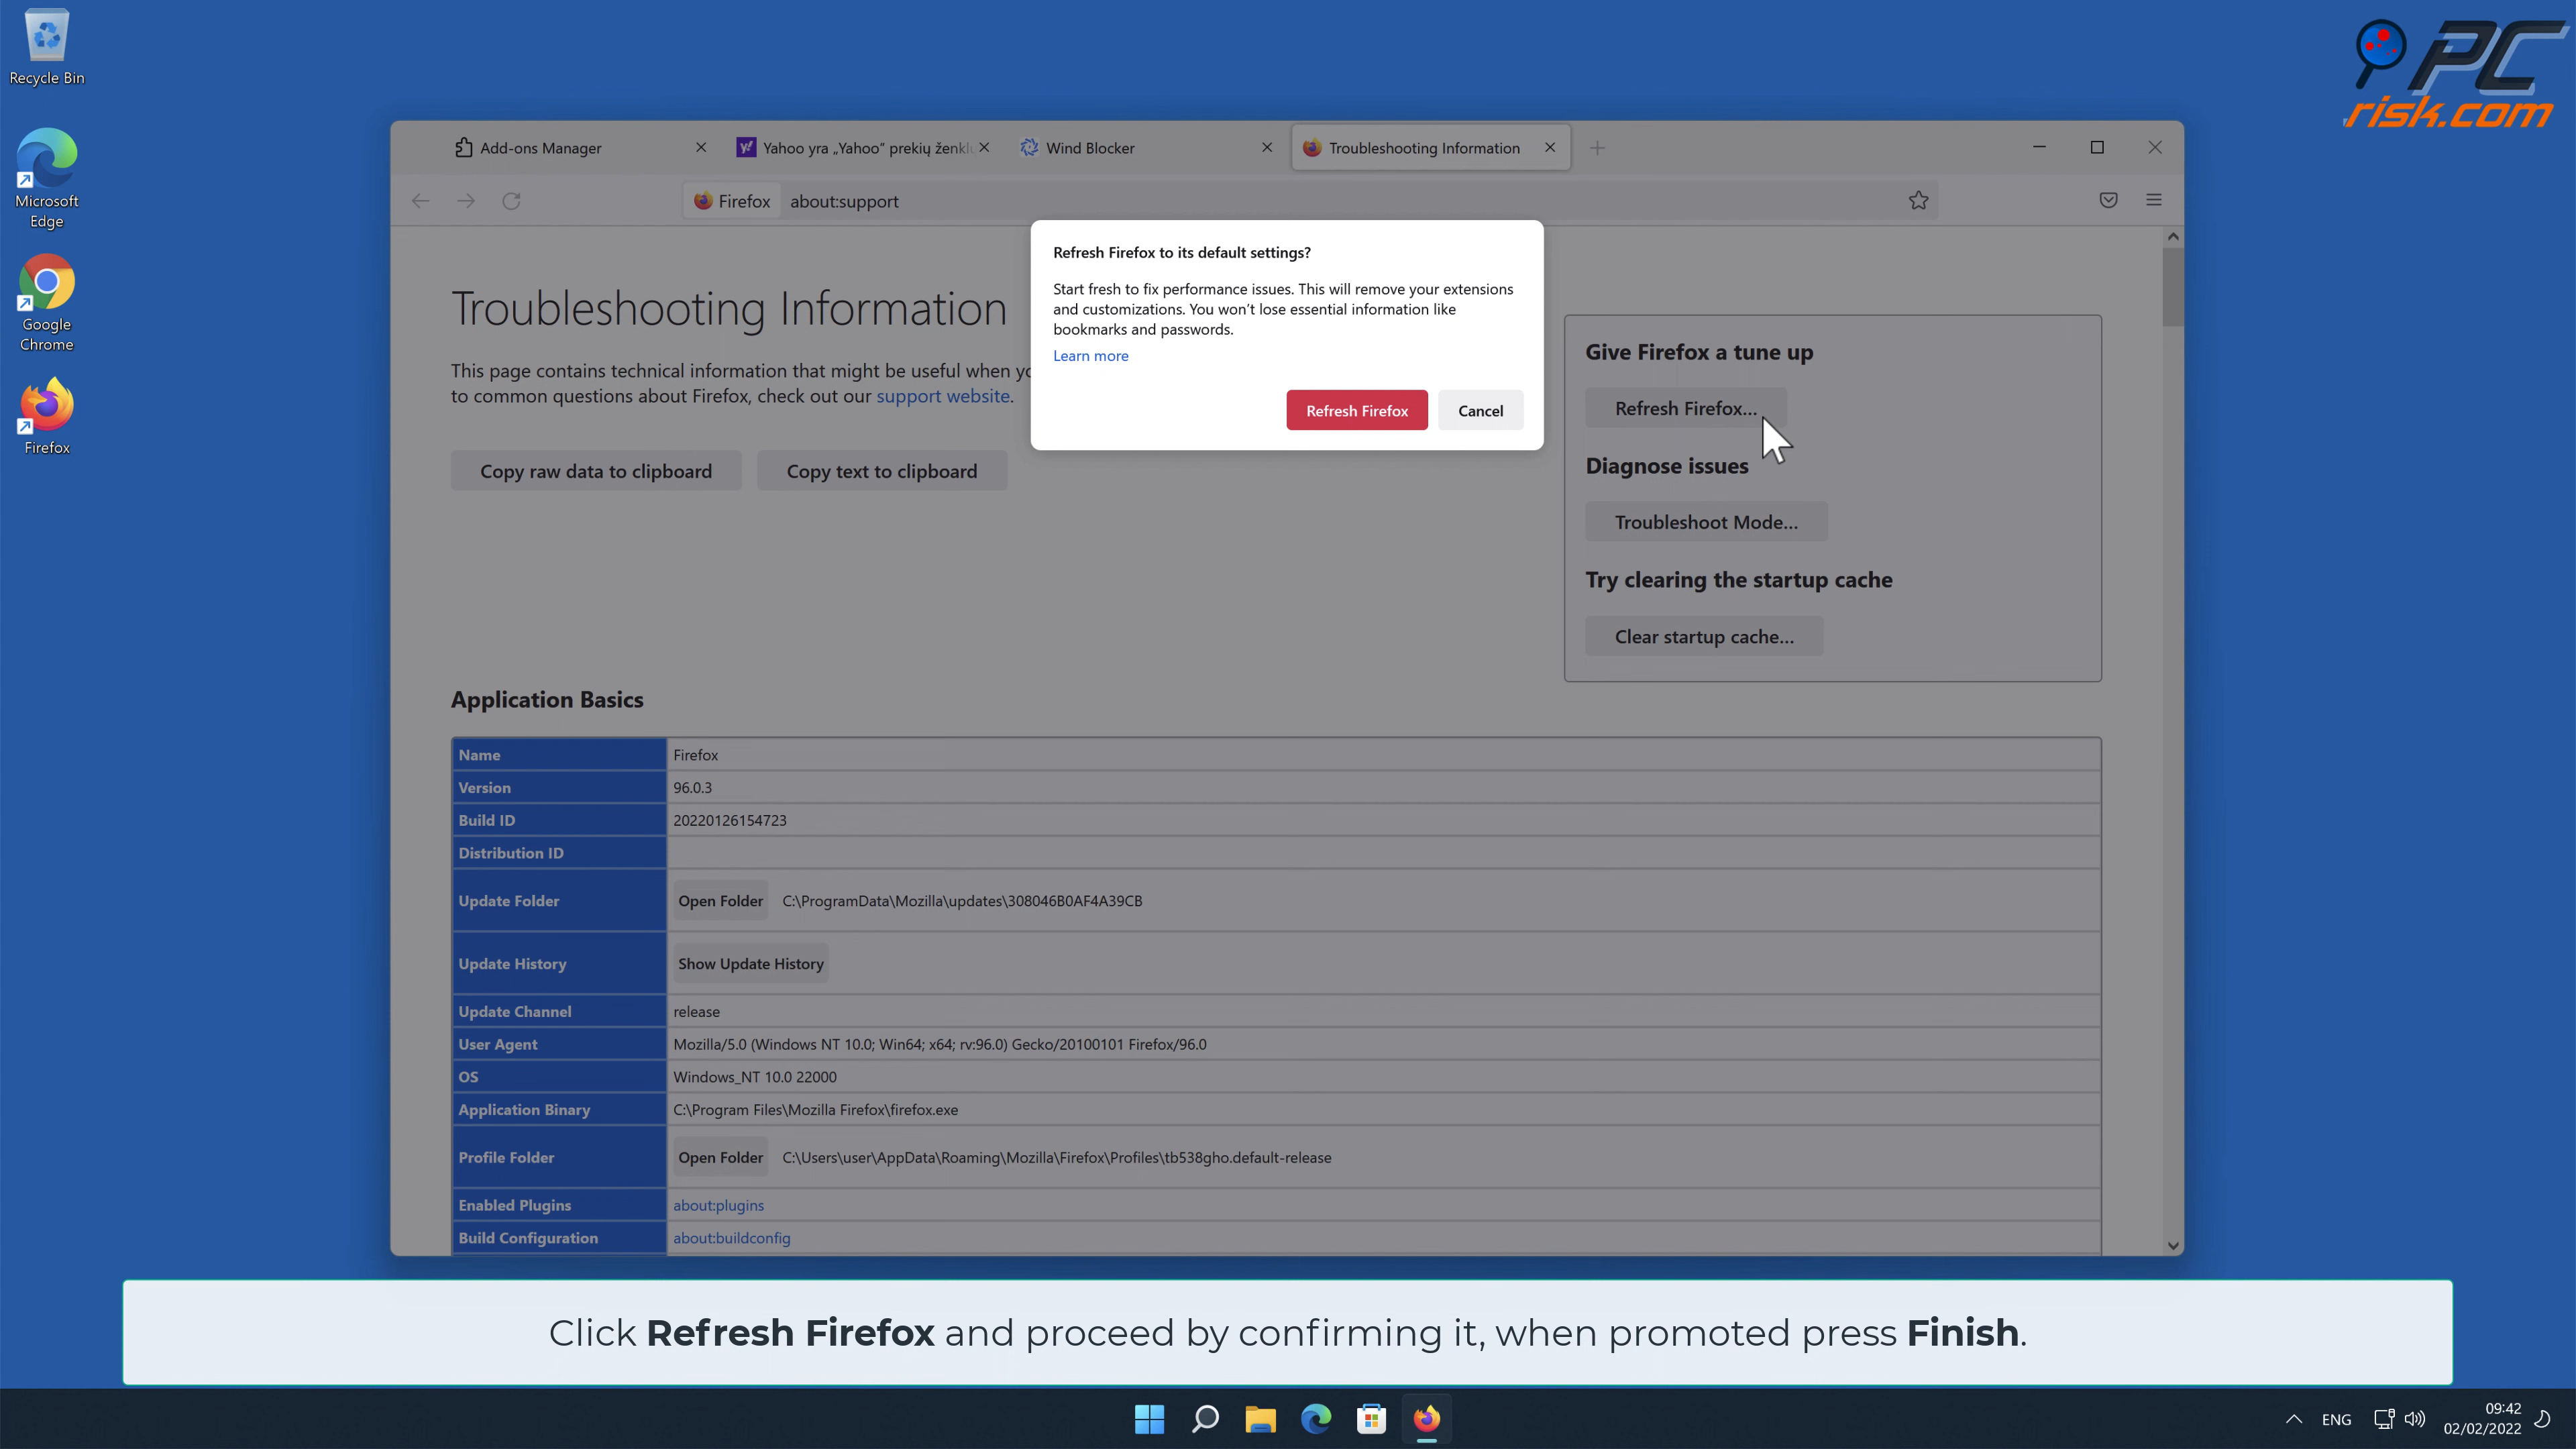 Recycle Bin
Microsoft
Edge
Google
Chrome
Firefox
PC
risk.com
Add-ons Manager
Yahoo yra „Yahoo“ prekių ženklo
Wind Blocker
Troubleshooting Information
Firefox
about:support
Refresh Firefox to its default settings?
Start fresh to fix performance issues. This will remove your extensions
and customizations. You won’t lose essential information like
bookmarks and passwords.
Learn more
Refresh Firefox
Cancel
Troubleshooting Information
This page contains technical information that might be useful when
to common questions about Firefox, check out our support website.
Copy raw data to clipboard
Copy text to clipboard
Give Firefox a tune up
Refresh Firefox...
Diagnose issues
Troubleshoot Mode...
Try clearing the startup cache
Clear startup cache...
Application Basics
Name Firefox
Version 96.0.3
Build ID 20220126154723
Distribution ID
Update Folder Open Folder C:\ProgramData\Mozilla\updates\308046B0AF4A39CB
Update History Show Update History
Update Channel release
User Agent Mozilla/5.0 (Windows NT 10.0; Win64; x64; rv:96.0) Gecko/20100101 Firefox/96.0
OS Windows_NT 10.0 22000
Application Binary C:\Program Files\Mozilla Firefox\firefox.exe
Profile Folder Open Folder C:\Users\user\AppData\Roaming\Mozilla\Firefox\Profiles\tb538gho.default-release
Enabled Plugins about:plugins
Build Configuration about:buildconfig
Click Refresh Firefox and proceed by confirming it, when promoted press Finish.
ENG
09:42
02/02/2022